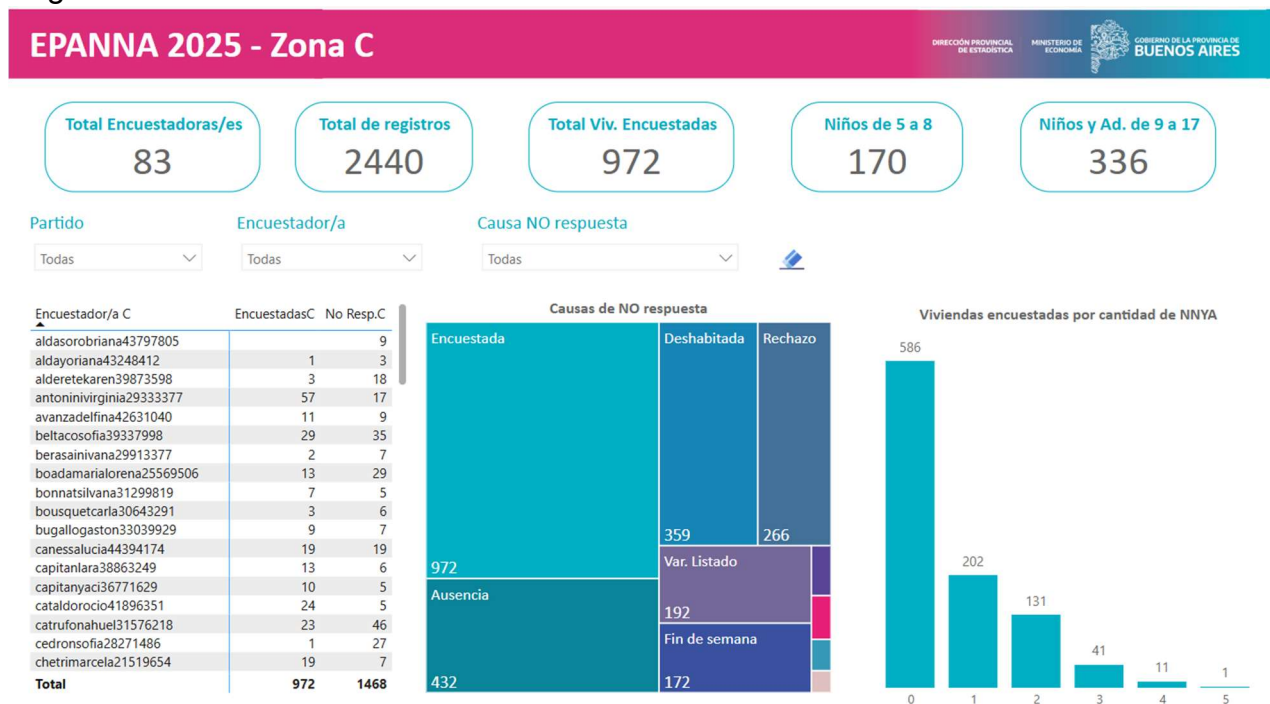 EPANNA 2025 - Zona C
DIRECCIÓN PROVINCIAL
DE ESTADÍSTICA
MINISTERIO DE
ECONOMÍA
GOBIERNO DE LA PROVINCIA DE
BUENOS AIRES
Total Encuestadoras/es
83
Total de registros
2440
Total Viv. Encuestadas
972
Niños de 5 a 8
170
Niños y Ad. de 9 a 17
336
Partido
Todas
Encuestador/a
Todas
Causa NO respuesta
Todas
Encuestador/a C EncuestadasC No Resp.C
aldasorobriana43797805 9
aldayoriana43248412 1 3
alderetekaren39873598 3 18
antoninivirginia29333377 57 17
avanzadelfina42631040 11 9
beltacosofia39337998 29 35
berasainivana29913377 2 7
boadamarialorena25569506 13 29
bonnatsilvana31299819 7 5
bousquetcarla30643291 3 6
bugallogaston33039929 9 7
canessalucia44394174 19 19
capitanlara38863249 13 6
capitanyaci36771629 10 5
cataldorocio41896351 24 5
catrufonahuel31576218 23 46
cedronsofia28271486 1 27
chetrimarcela21519654 19 7
Total 972 1468
Causas de NO respuesta
Encuestada
972
Ausencia
432
Deshabitada
359
Rechazo
266
Var. Listado
192
Fin de semana
172
Viviendas encuestadas por cantidad de NNYA
586
202
131
41
11
1
0 1 2 3 4 5